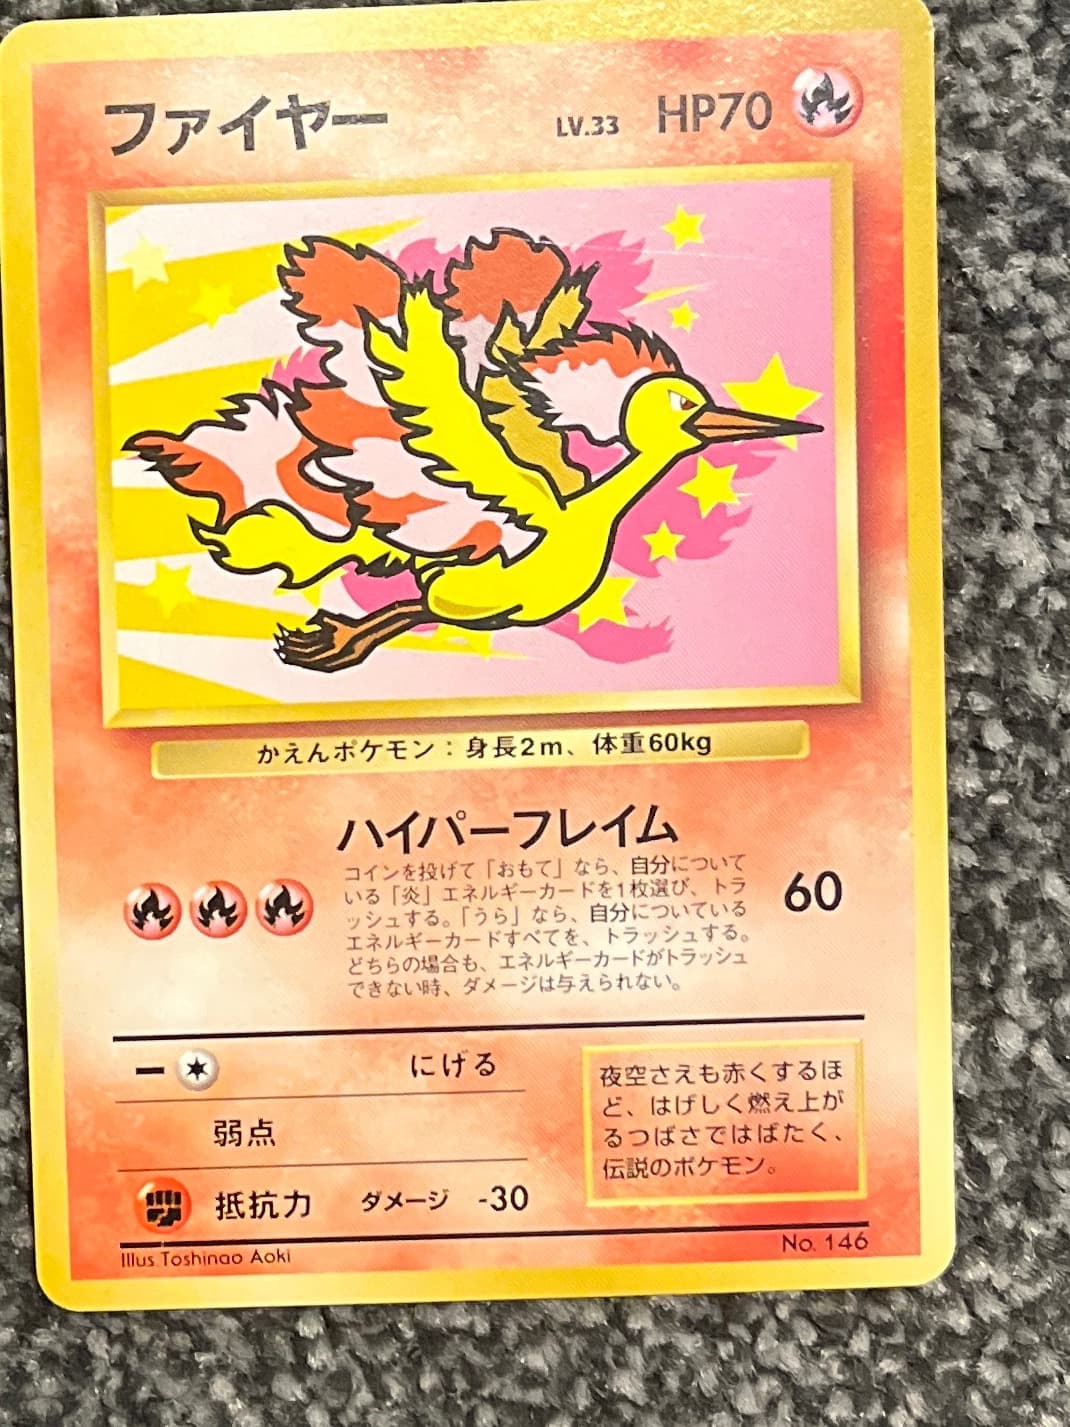 ファイヤー LV.33 HP70
かえんポケモン：身長2m、体重60kg
ハイパーフレイム
コインを投げて「おもて」なら、自分について
いる「炎」エネルギーカードを1枚選び、トラ
ッシュする。「うら」なら、自分についている
エネルギーカードすべてを、トラッシュする。
どちらの場合も、エネルギーカードがトラッシュ
できない時、ダメージは与えられない。
60
ー にげる
弱点
抵抗力 ダメージ -30
夜空さえも赤くするほ
ど、はげしく燃え上が
るつばさではばたく、
伝説のポケモン。
Illus. Toshinao Aoki
No. 146